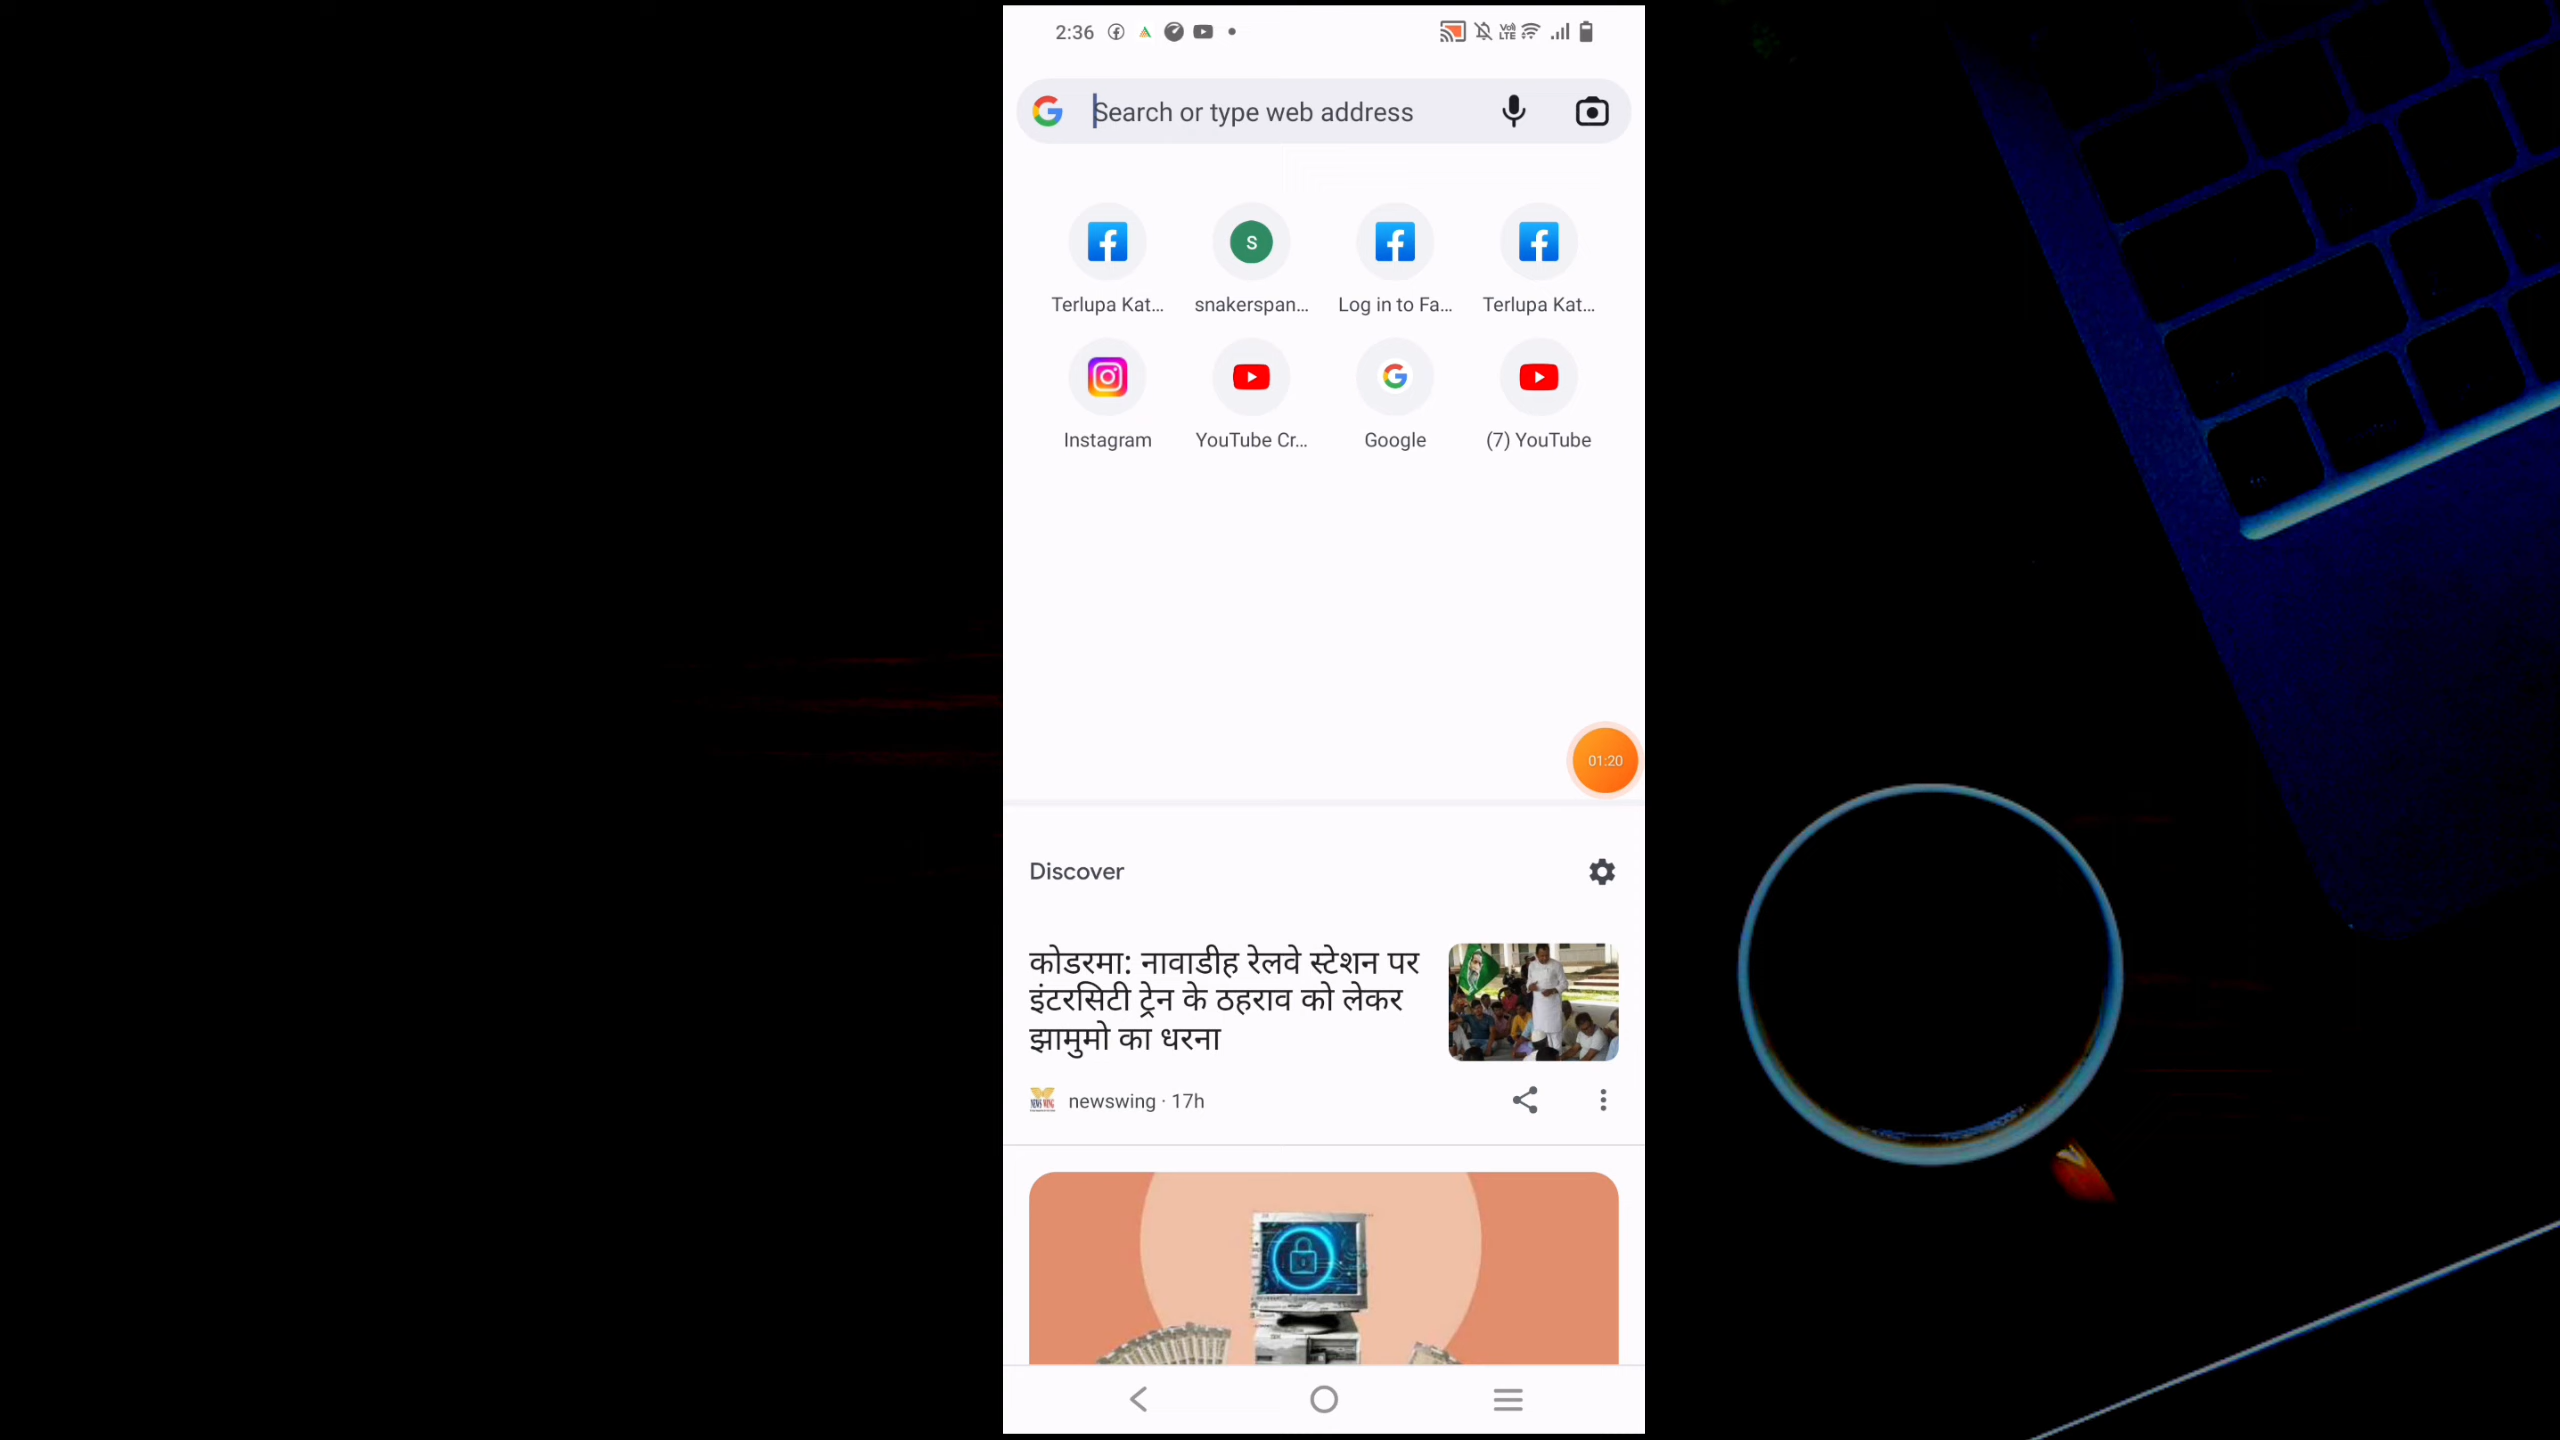 2:36
Search or type web address
S
Terlupa Kat...
snakerspan...
Log in to Fa...
Terlupa Kat...
Instagram
YouTube Cr...
Google
(7) YouTube
01:20
Discover
कोडरमा: नावाडीह रेलवे स्टेशन पर
इंटरसिटी ट्रेन के ठहराव को लेकर
झामुमो का धरना
newswing · 17h